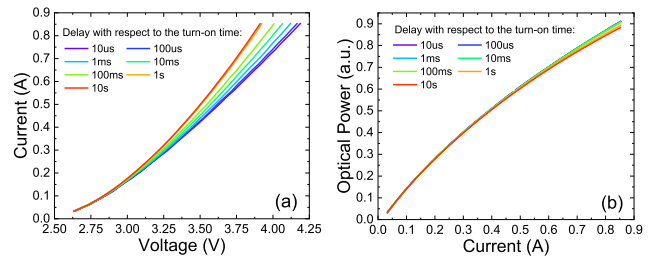 Delay with respect to the turn-on time:
10us 100us
1ms 10ms
100ms 1s
10s
0.9
0.8
0.7
0.6
0.5
0.4
0.3
0.2
0.1
0.0
Current (A)
2.50 2.75 3.00 3.25 3.50 3.75 4.00 4.25
Voltage (V)
(a)
Delay with respect to the turn-on time:
10us 100us
1ms 10ms
100ms 1s
10s
0.9
0.8
0.7
0.6
0.5
0.4
0.3
0.2
0.1
0.0
Optical Power (a.u.)
0.0 0.1 0.2 0.3 0.4 0.5 0.6 0.7 0.8 0.9
Current (A)
(b)